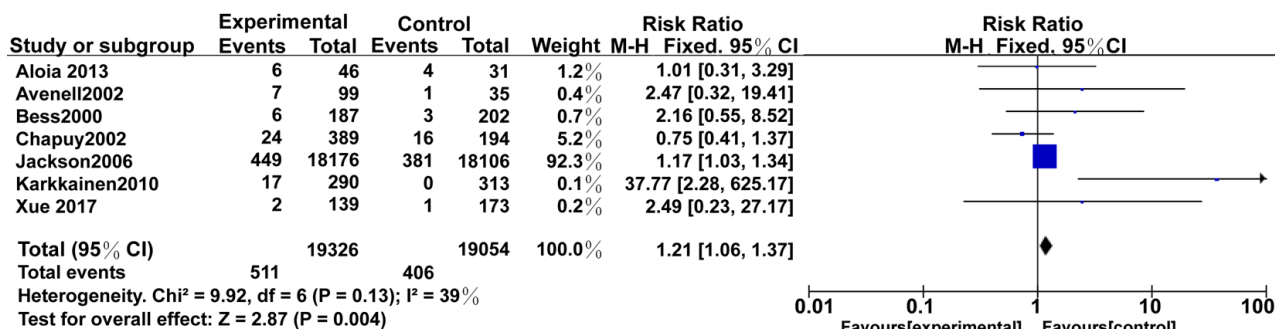 Experimental Control Risk Ratio Risk Ratio
Study or subgroup Events Total Events Total Weight M-H Fixed. 95% CI M-H Fixed. 95% CI
Aloia 2013 6 46 4 31 1.2% 1.01 [0.31, 3.29]
Avenell2002 7 99 1 35 0.4% 2.47 [0.32, 19.41]
Bess2000 6 187 3 202 0.7% 2.16 [0.55, 8.52]
Chapuy2002 24 389 16 194 5.2% 0.75 [0.41, 1.37]
Jackson2006 449 18176 381 18106 92.3% 1.17 [1.03, 1.34]
Karkkainen2010 17 290 0 313 0.1% 37.77 [2.28, 625.17]
Xue 2017 2 139 1 173 0.2% 2.49 [0.23, 27.17]
Total (95% CI) 19326 19054 100.0% 1.21 [1.06, 1.37]
Total events 511 406
Heterogeneity. Chi² = 9.92, df = 6 (P = 0.13); I² = 39%
Test for overall effect: Z = 2.87 (P = 0.004)
0.01 0.1 1 10 100
Favours[experimental] Favours[control]